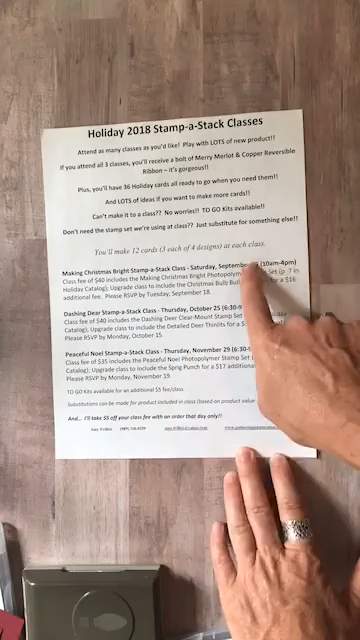 Holiday 2018 Stamp-a-Stack Classes
Attend as many classes as you'd like! Play with LOTS of new product!!
If you attend all 3 classes, you'll receive a bolt of Merry Merlot & Copper Reversible
Ribbon – it's gorgeous!!
Plus, you'll have 36 Holiday cards all ready to go when you need them!!
And LOTS of ideas if you want to make more cards!!
Can't make it to a class?? No worries!! TO GO Kits available!!
Don't need the stamp set we're using at class?? Just substitute for something else!!
You'll make 12 cards (3 each of 4 designs) at each class.
Making Christmas Bright Stamp-a-Stack Class - Saturday, September (10am-4pm)
Class fee of $40 includes the Making Christmas Bright Photopolymer Set (p. 7 in
Holiday Catalog); Upgrade class to include the Christmas Bulb for a $16
additional fee. Please RSVP by Tuesday, September 18.
Dashing Deer Stamp-a-Stack Class - Thursday, October 25 (6:30-
Class fee of $40 includes the Dashing Deer Clear-Mount Stamp Set
Catalog); Upgrade class to include the Detailed Deer Thinlits for a
Please RSVP by Monday, October 15.
Peaceful Noel Stamp-a-Stack Class - Thursday, November 29 (6:30-
Class fee of $35 includes the Peaceful Noel Photopolymer Stamp Set
Catalog); Upgrade to include the Sprig Punch for a $17 additional
Please RSVP by Monday, November 19.
TO GO Kits available for an additional $5 fee/class.
Substitutions can be made for product included in class (based on product value
And... I'll take $5 off your class fee with an order that day only!!